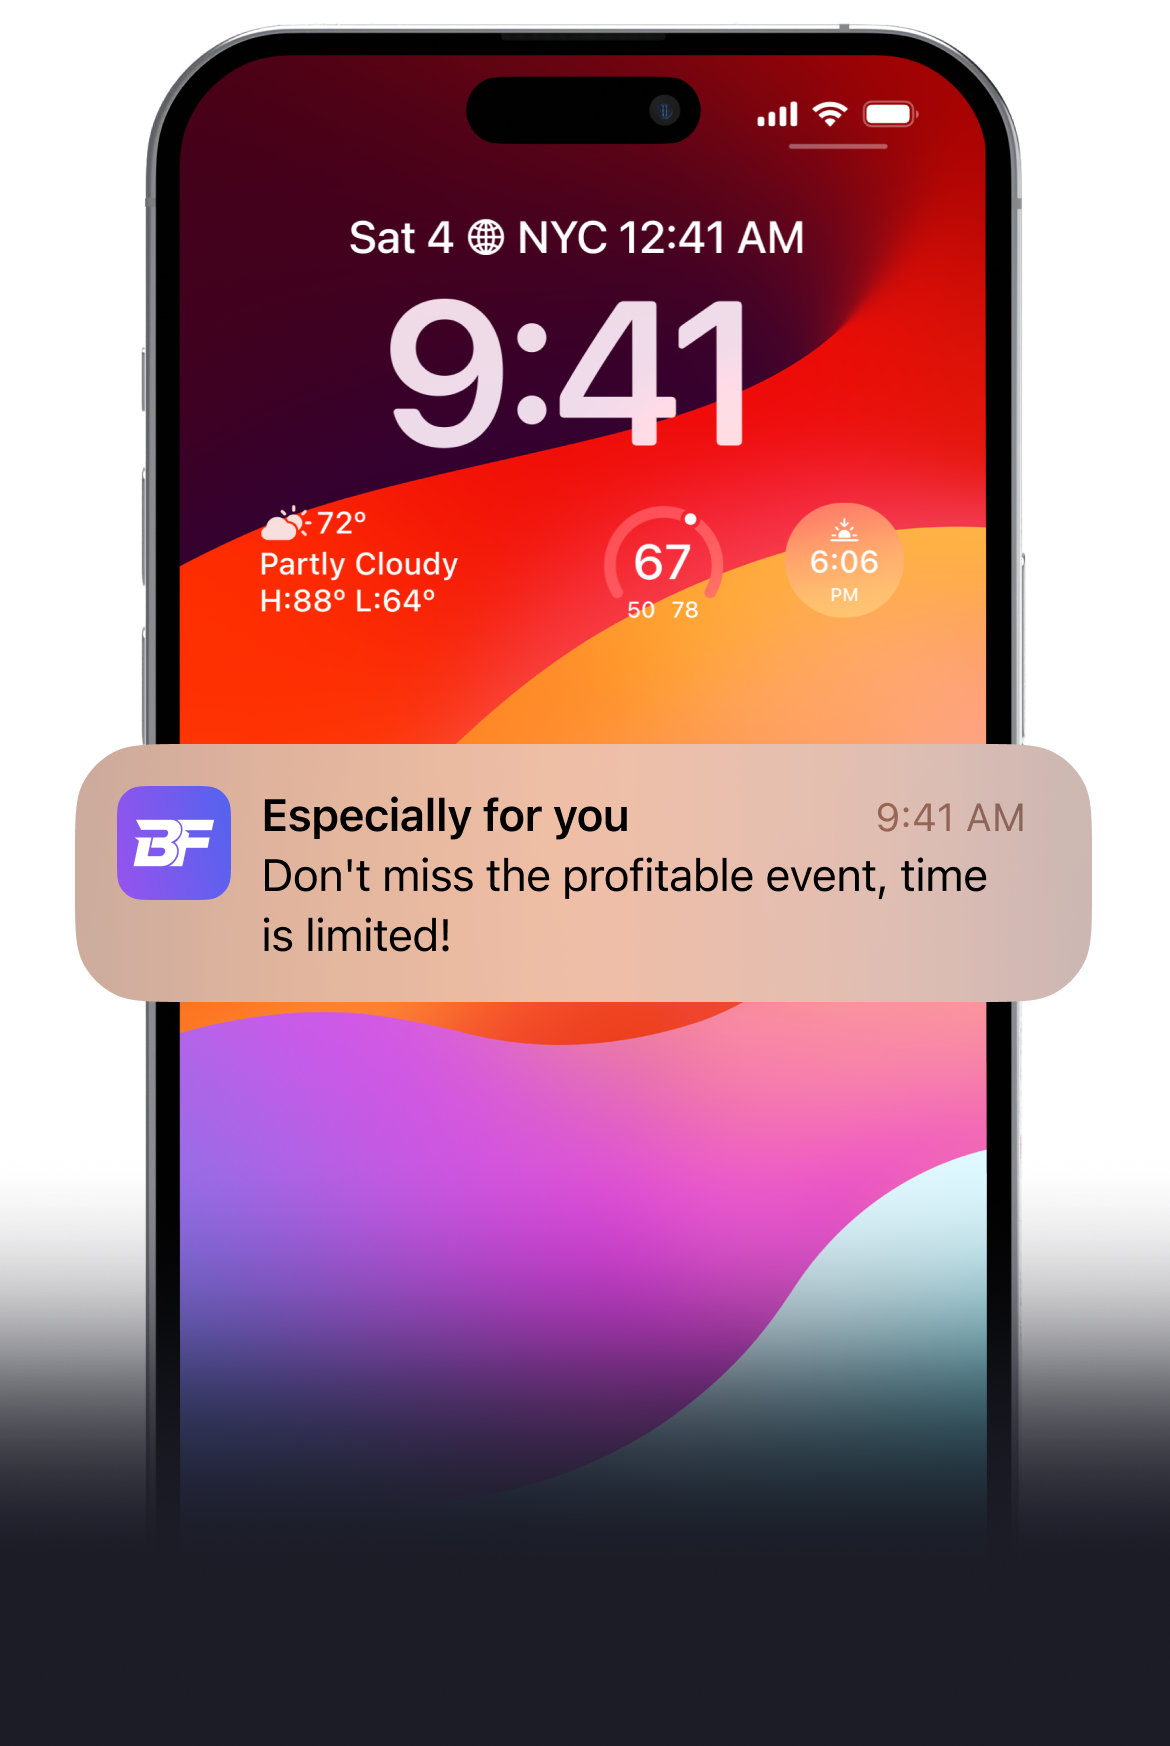 Sat 4 NYC 12:41 AM
9:41
72°
Partly Cloudy
H:88° L:64°
67
50 78
6:06
PM
BF
Especially for you 9:41 AM
Don't miss the profitable event, time
is limited!